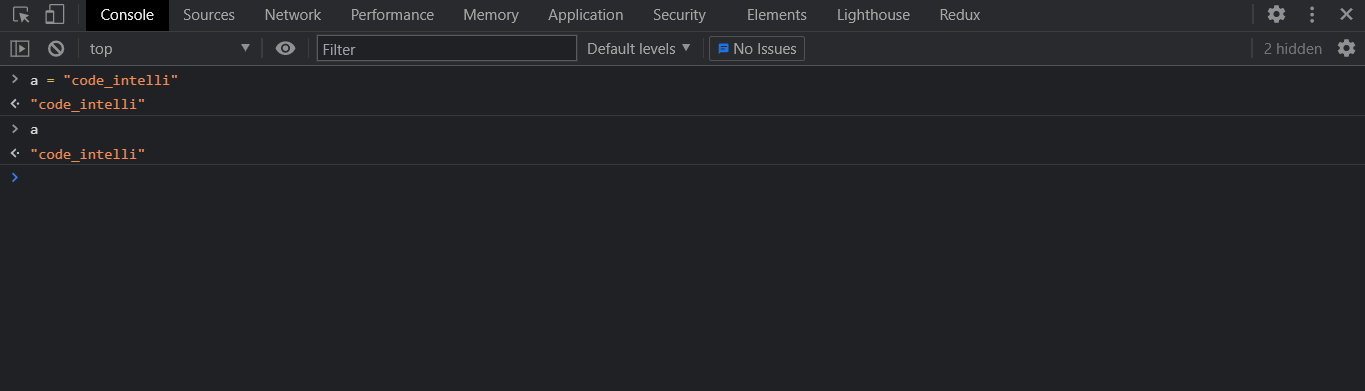 Console Sources Network Performance Memory Application Security Elements Lighthouse Redux
top Filter Default levels No Issues 2 hidden
> a = "code_intelli"
"code_intelli"
> a
"code_intelli"
>